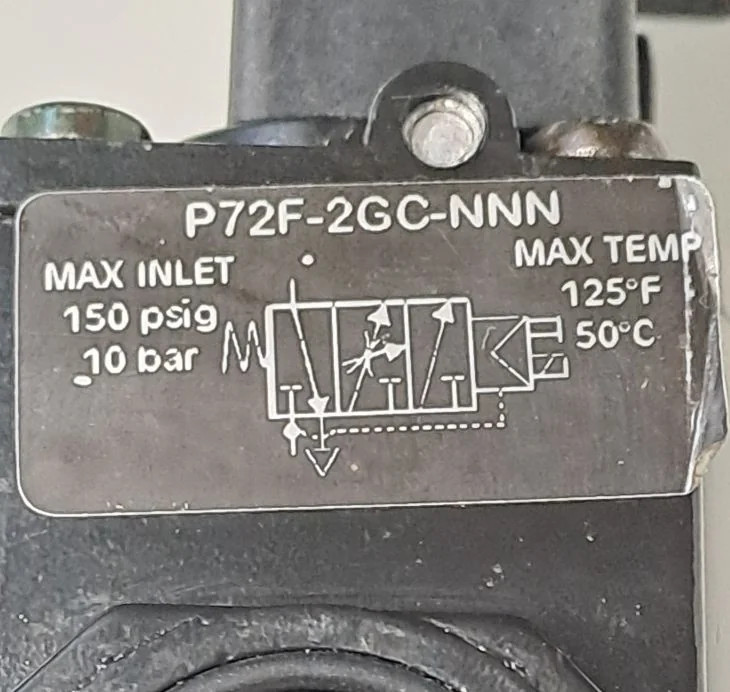 P72F-2GC-NNN
MAX INLET
150 psig
10 bar
MAX TEMP
125°F
50°C